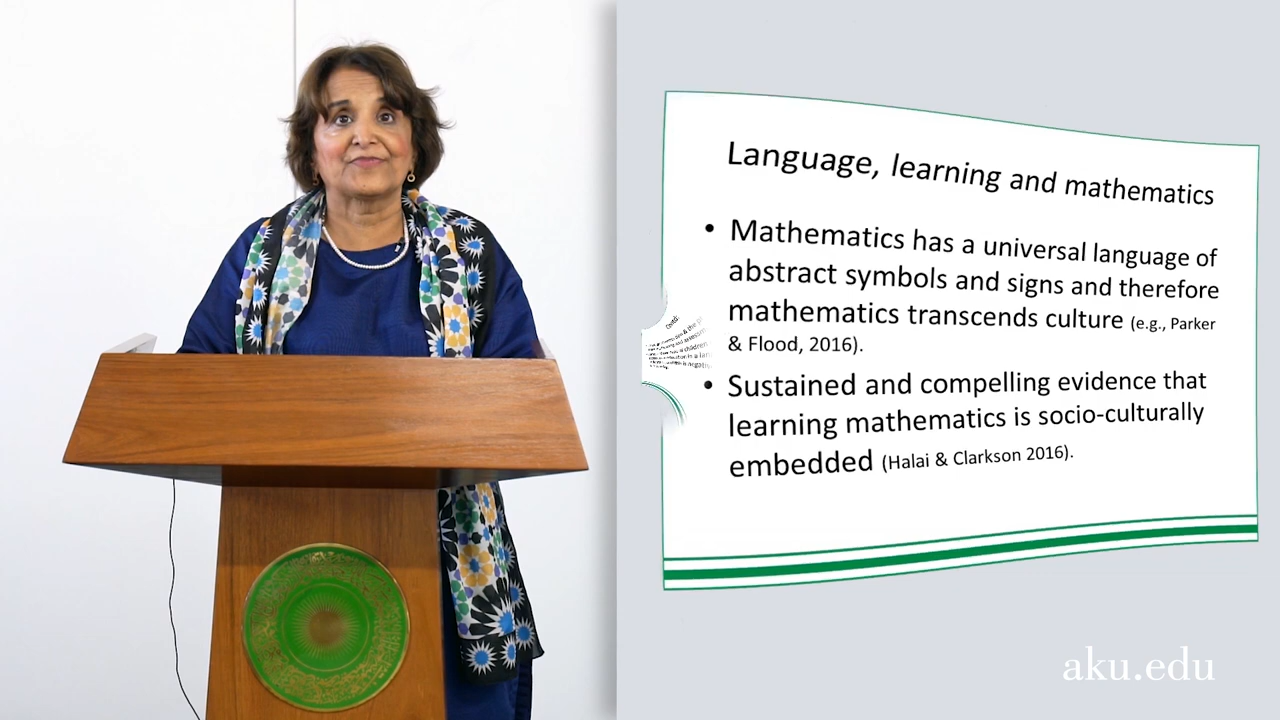 Language, learning and mathematics
• Mathematics has a universal language of
abstract symbols and signs and therefore
mathematics transcends culture (e.g., Parker
& Flood, 2016).
• Sustained and compelling evidence that
learning mathematics is socio-culturally
embedded (Halai & Clarkson 2016).
aku.edu